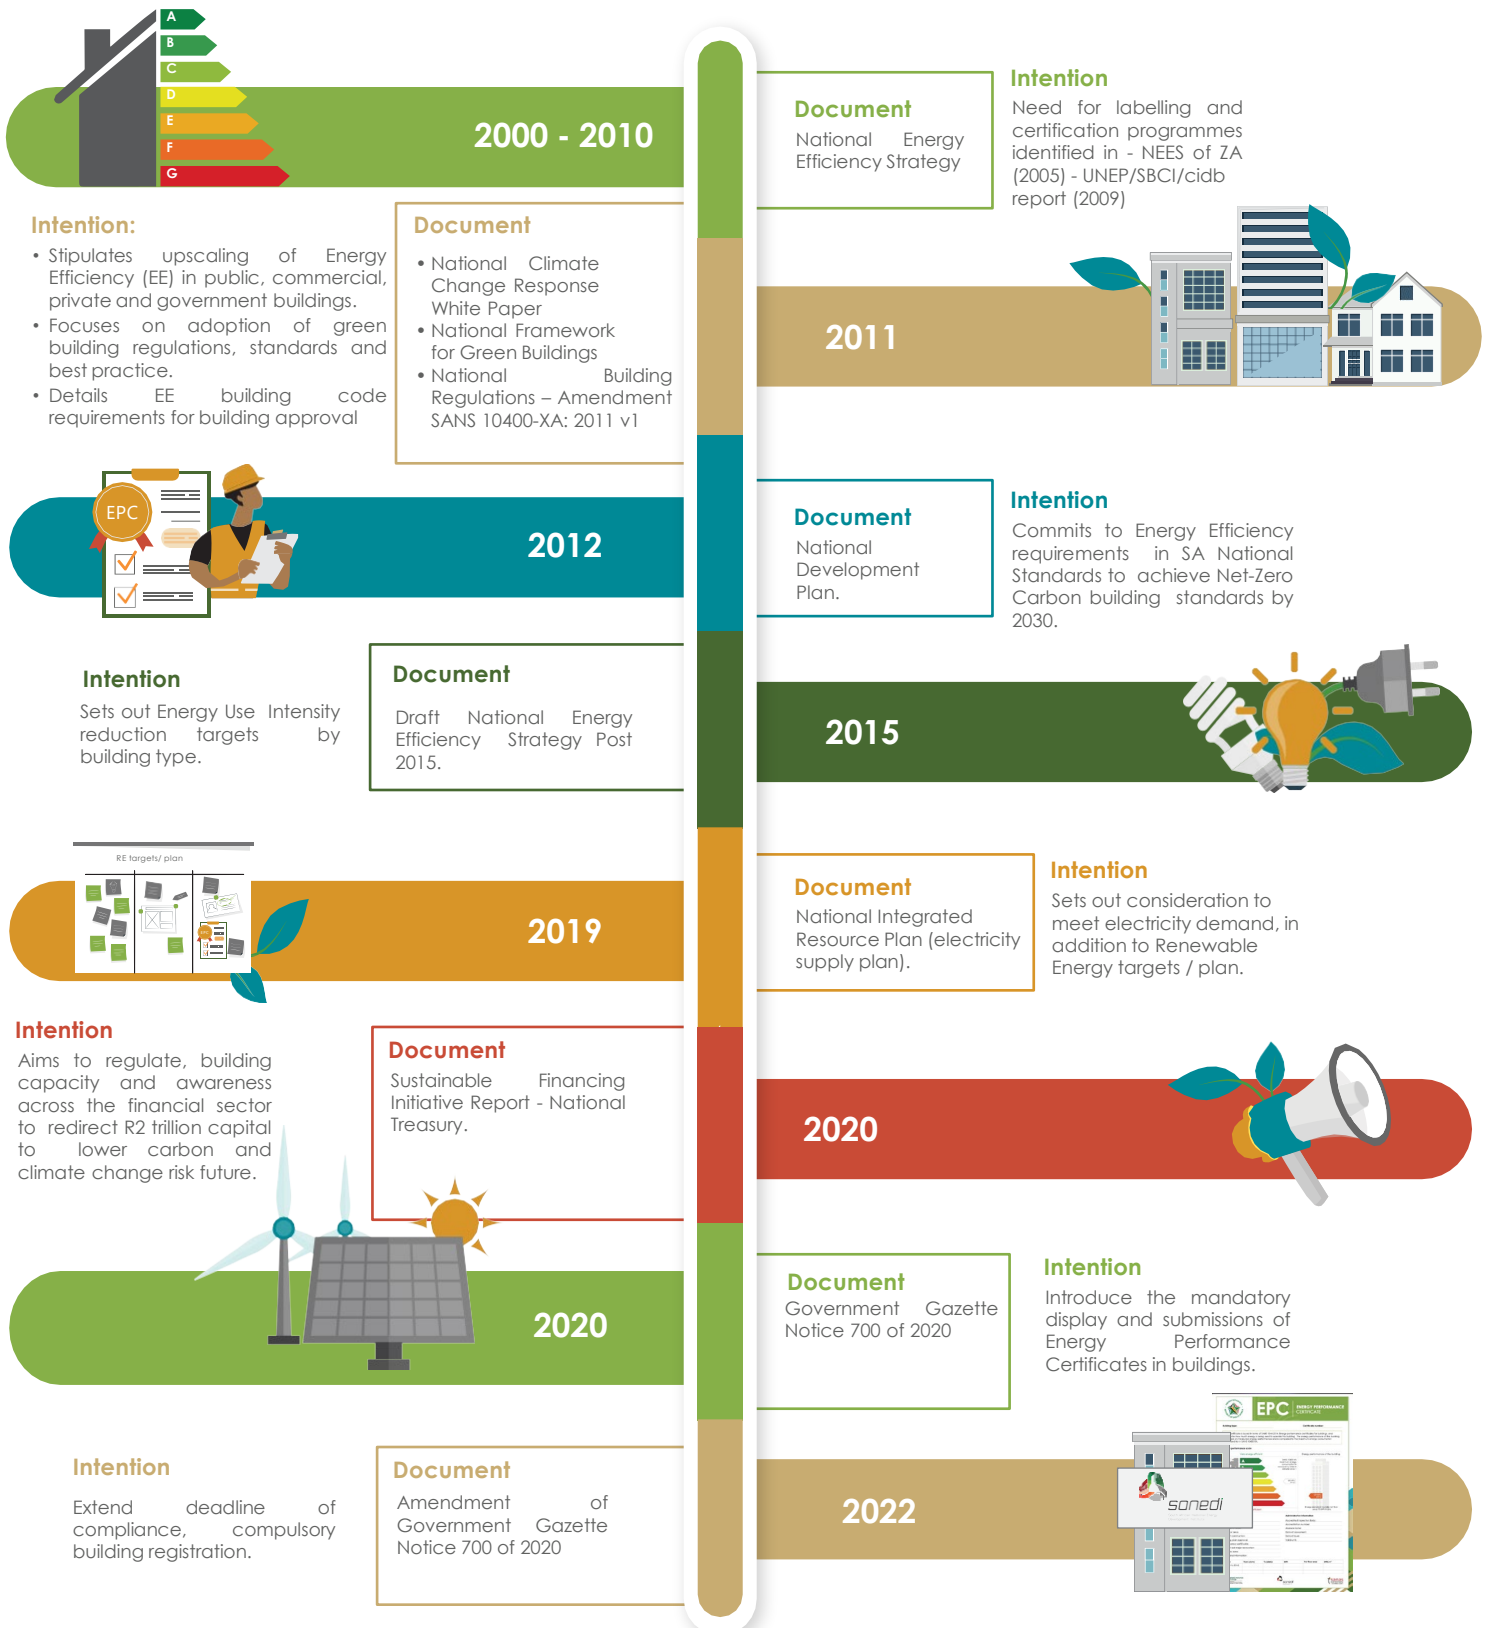 A
B
C
D
E
F
G
2000 - 2010
Document
National Energy
Efficiency Strategy
Intention
Need for labelling and
certification programmes
identified in - NEES of ZA
(2005) - UNEP/SBCI/cidb
report (2009)
Intention:
• Stipulates upscaling of Energy
Efficiency (EE) in public, commercial,
private and government buildings.
• Focuses on adoption of green
building regulations, standards and
best practice.
• Details EE building code
requirements for building approval
Document
• National Climate
Change Response
White Paper
• National Framework
for Green Buildings
• National Building
Regulations – Amendment
SANS 10400-XA: 2011 v1
2011
EPC
2012
Document
National
Development
Plan.
Intention
Commits to Energy Efficiency
requirements in SA National
Standards to achieve Net-Zero
Carbon building standards by
2030.
Intention
Sets out Energy Use Intensity
reduction targets by
building type.
Document
Draft National Energy
Efficiency Strategy Post
2015.
2015
RE targets/ plan
EPC
2019
Document
National Integrated
Resource Plan (electricity
supply plan).
Intention
Sets out consideration to
meet electricity demand, in
addition to Renewable
Energy targets / plan.
Intention
Aims to regulate, building
capacity and awareness
across the financial sector
to redirect R2 trillion capital
to lower carbon and
climate change risk future.
Document
Sustainable Financing
Initiative Report - National
Treasury.
2020
2020
Document
Government Gazette
Notice 700 of 2020
Intention
Introduce the mandatory
display and submissions of
Energy Performance
Certificates in buildings.
Intention
Extend deadline of
compliance, compulsory
building registration.
Document
Amendment of
Government Gazette
Notice 700 of 2020
2022
EPC
ENERGY PERFORMANCE
CERTIFICATE
sanedi